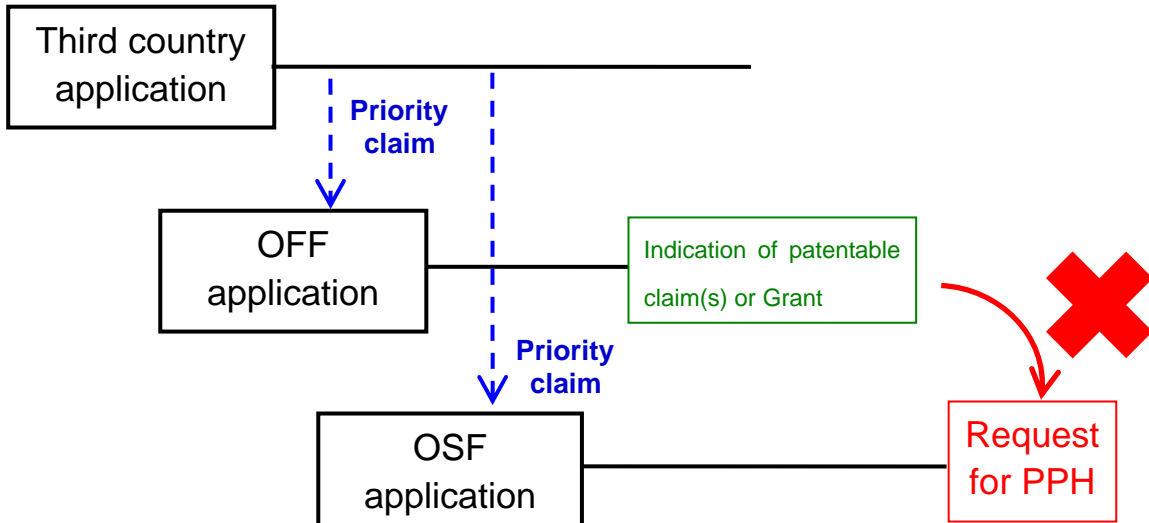 Third country
application
Priority
claim
OFF
application
Indication of patentable
claim(s) or Grant
Priority
claim
OSF
application
Request
for PPH